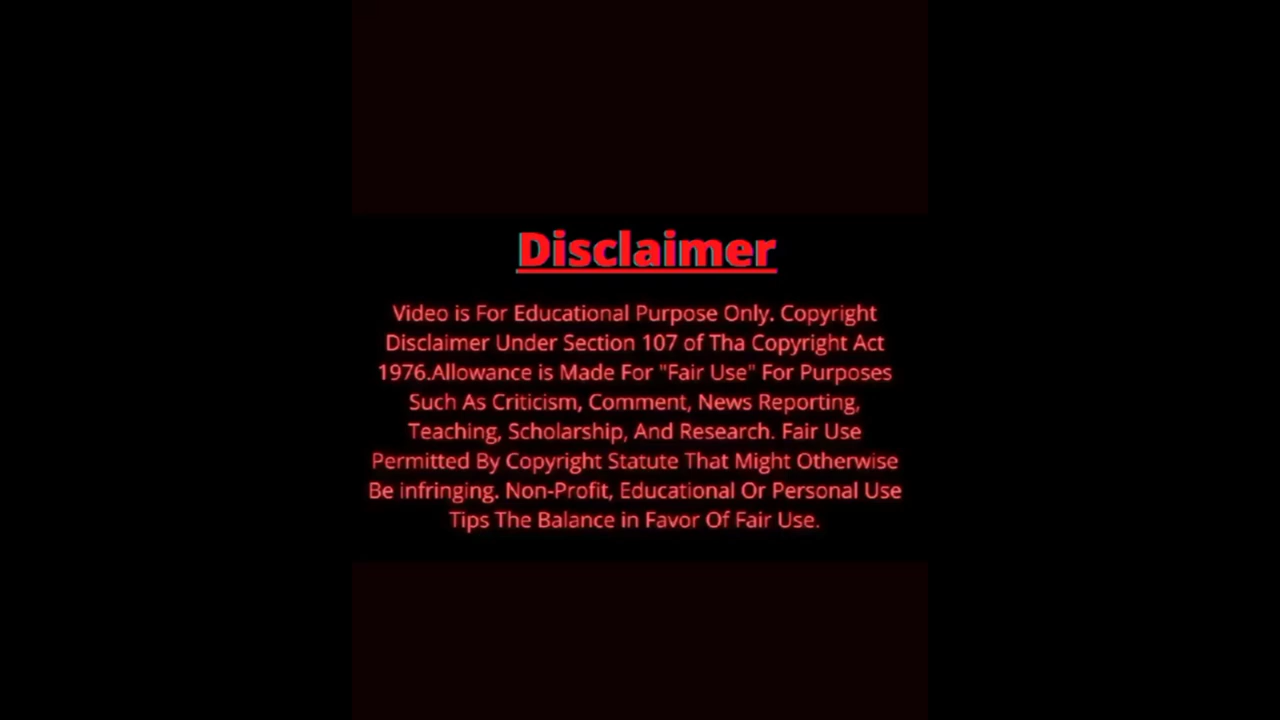 Disclaimer
Video is For Educational Purpose Only. Copyright
Disclaimer Under Section 107 of Tha Copyright Act
1976.Allowance is Made For "Fair Use" For Purposes
Such As Criticism, Comment, News Reporting,
Teaching, Scholarship, And Research. Fair Use
Permitted By Copyright Statute That Might Otherwise
Be infringing. Non-Profit, Educational Or Personal Use
Tips The Balance in Favor Of Fair Use.